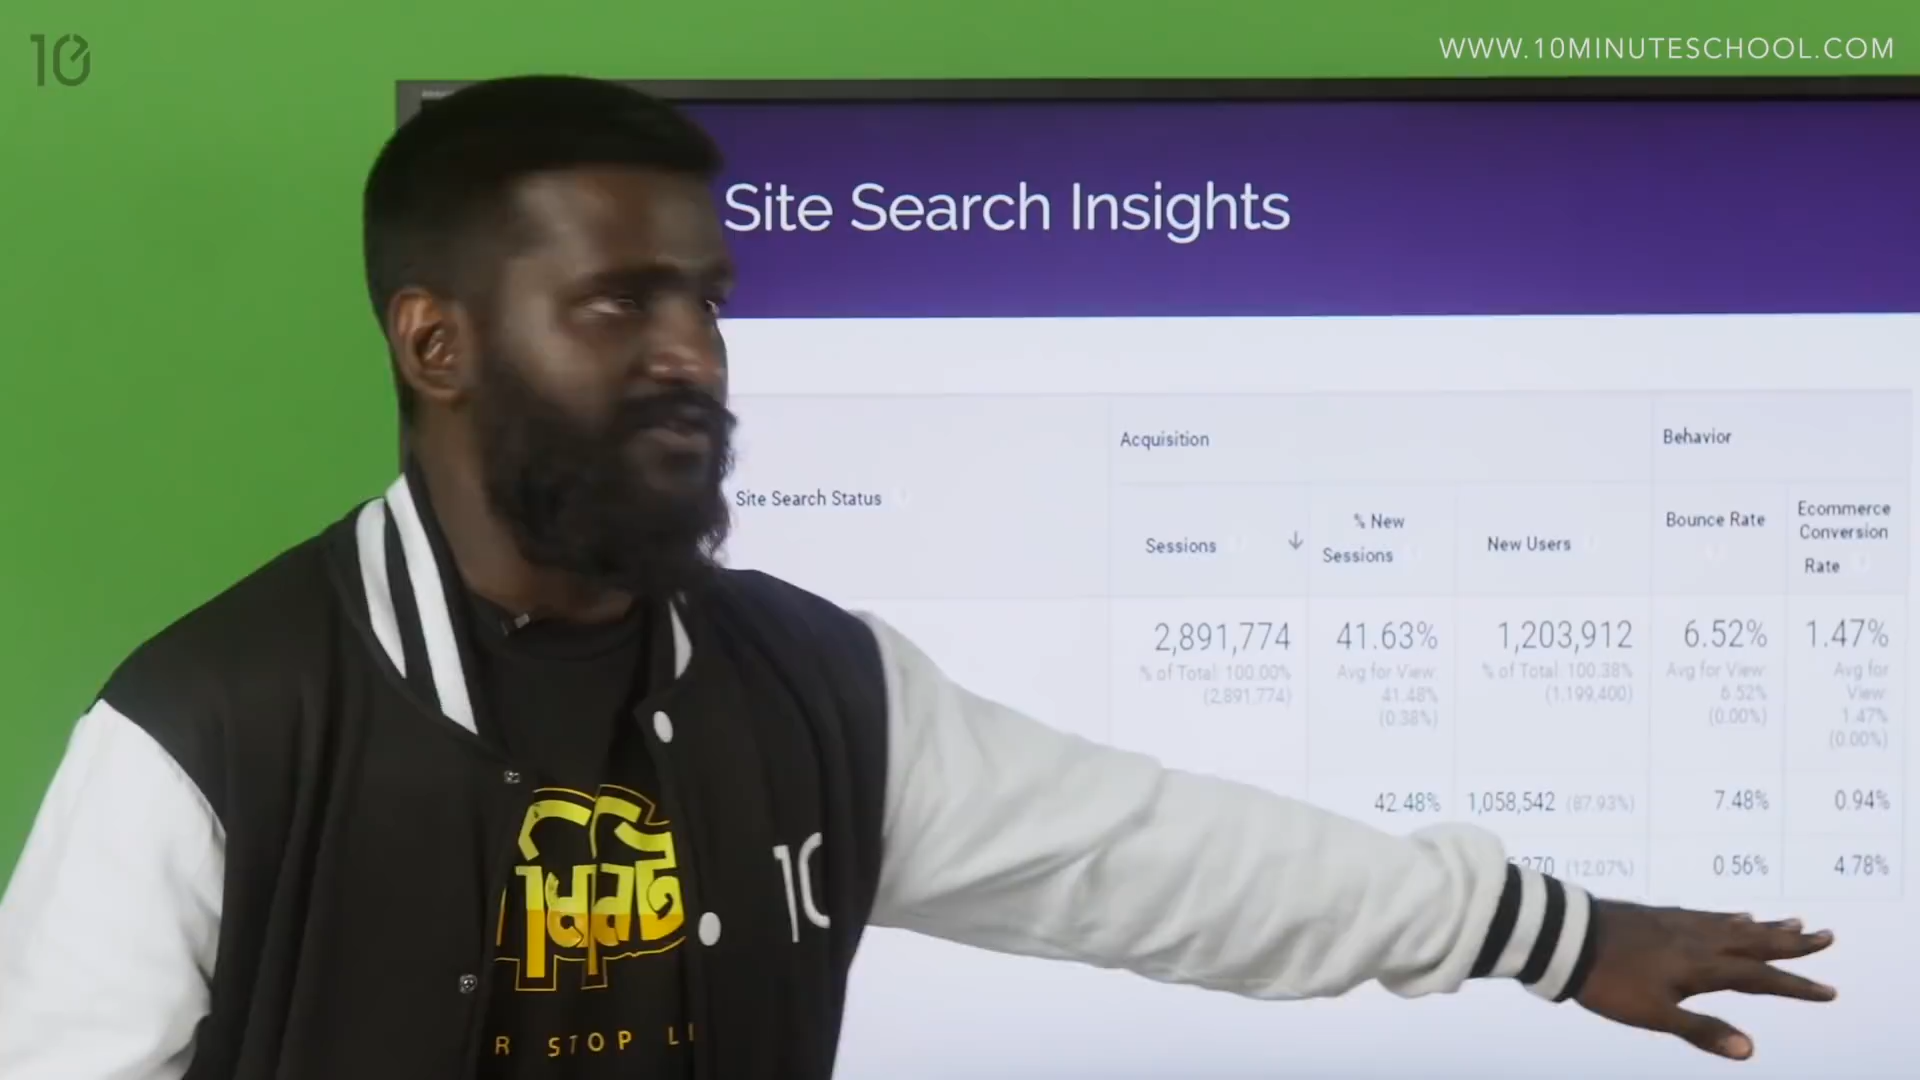 10
WWW.10MINUTESCHOOL.COM
Site Search Insights
Site Search Status
Acquisition
Behavior
Sessions
% New
Sessions
New Users
Bounce Rate
Ecommerce
Conversion
Rate
2,891,774
% of Total: 100.00%
(2,891,774)
41.63%
Avg for View:
41.48%
(0.38%)
1,203,912
% of Total: 100.38%
(1,199,400)
6.52%
Avg for View:
6.52%
(0.00%)
1.47%
Avg for
View:
1.47%
(0.00%)
42.48%
1,058,542 (87.93%)
7.48%
0.94%
270 (12.07%)
0.56%
4.78%
10
STOP